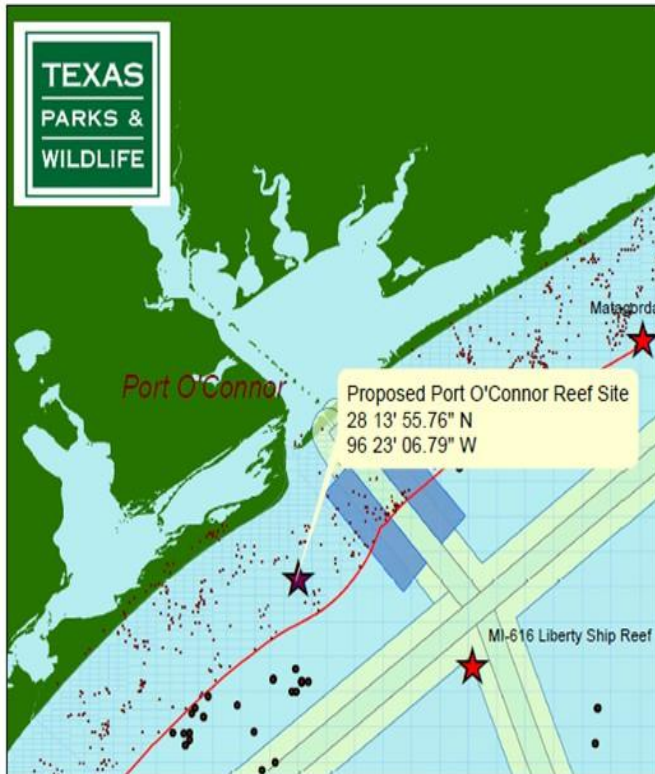 TEXAS
PARKS &
WILDLIFE
Matagorda
Port O'Connor
Proposed Port O'Connor Reef Site
28 13' 55.76" N
96 23' 06.79" W
MI-616 Liberty Ship Reef